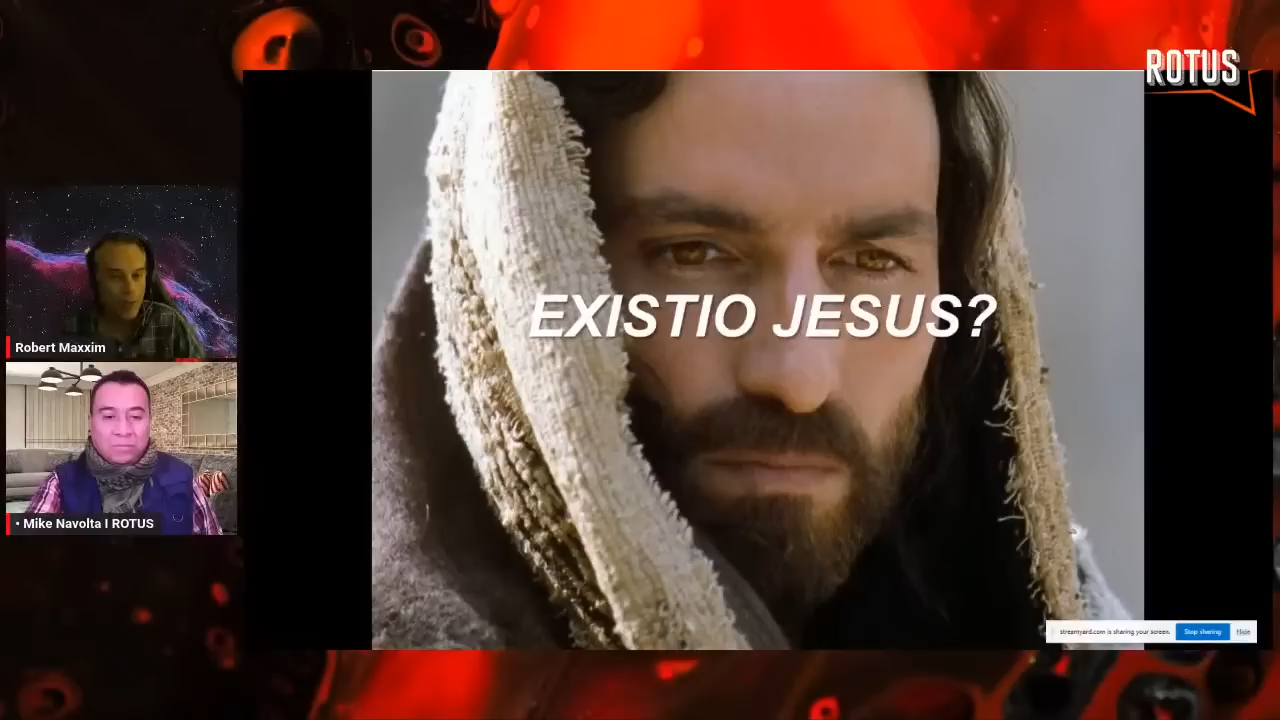 ROTUS
EXISTIO JESUS?
Robert Maxxim
• Mike Navolta I ROTUS
streamyard.com is sharing your screen. Stop sharing Hide